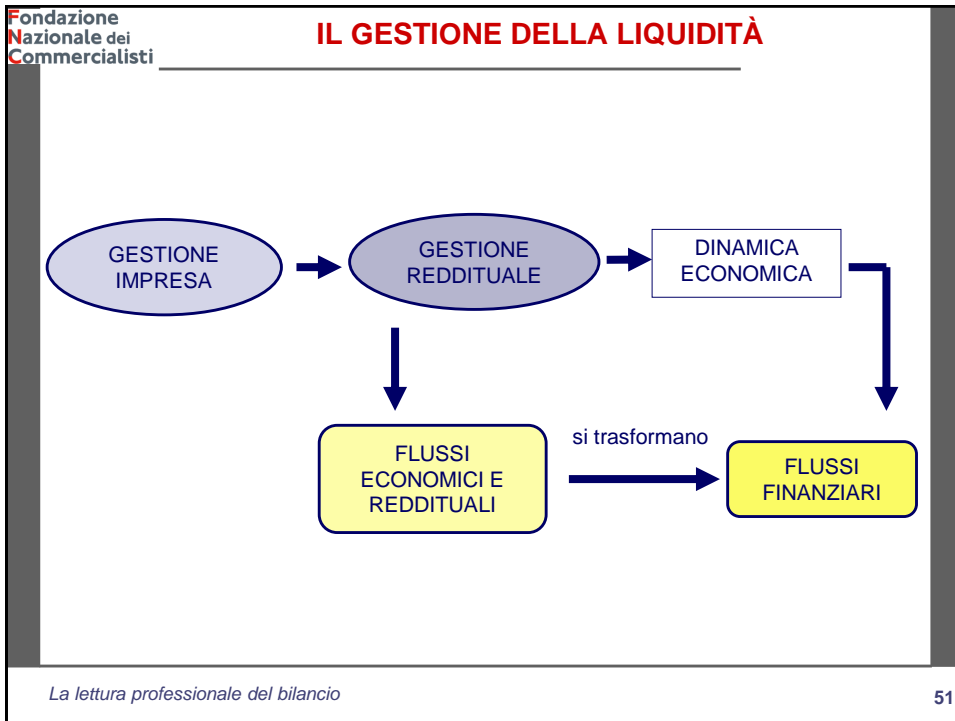 Fondazione
Nazionale dei
Commercialisti
IL GESTIONE DELLA LIQUIDITÀ
GESTIONE
IMPRESA
GESTIONE
REDDITUALE
DINAMICA
ECONOMICA
FLUSSI
ECONOMICI E
REDDITUALI
si trasformano
FLUSSI
FINANZIARI
La lettura professionale del bilancio
51